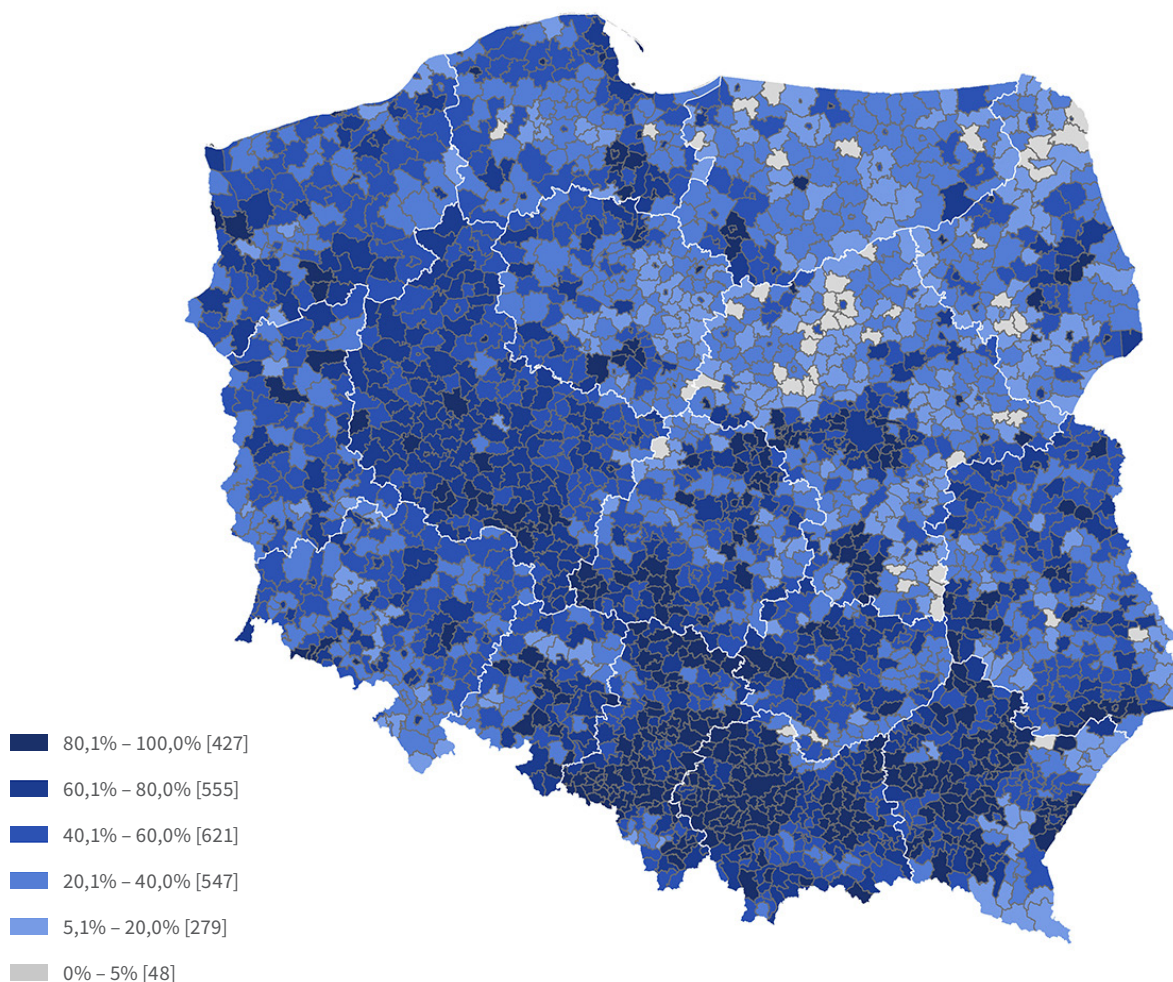 80,1% – 100,0% [427]
60,1% – 80,0% [555]
40,1% – 60,0% [621]
20,1% – 40,0% [547]
5,1% – 20,0% [279]
0% – 5% [48]